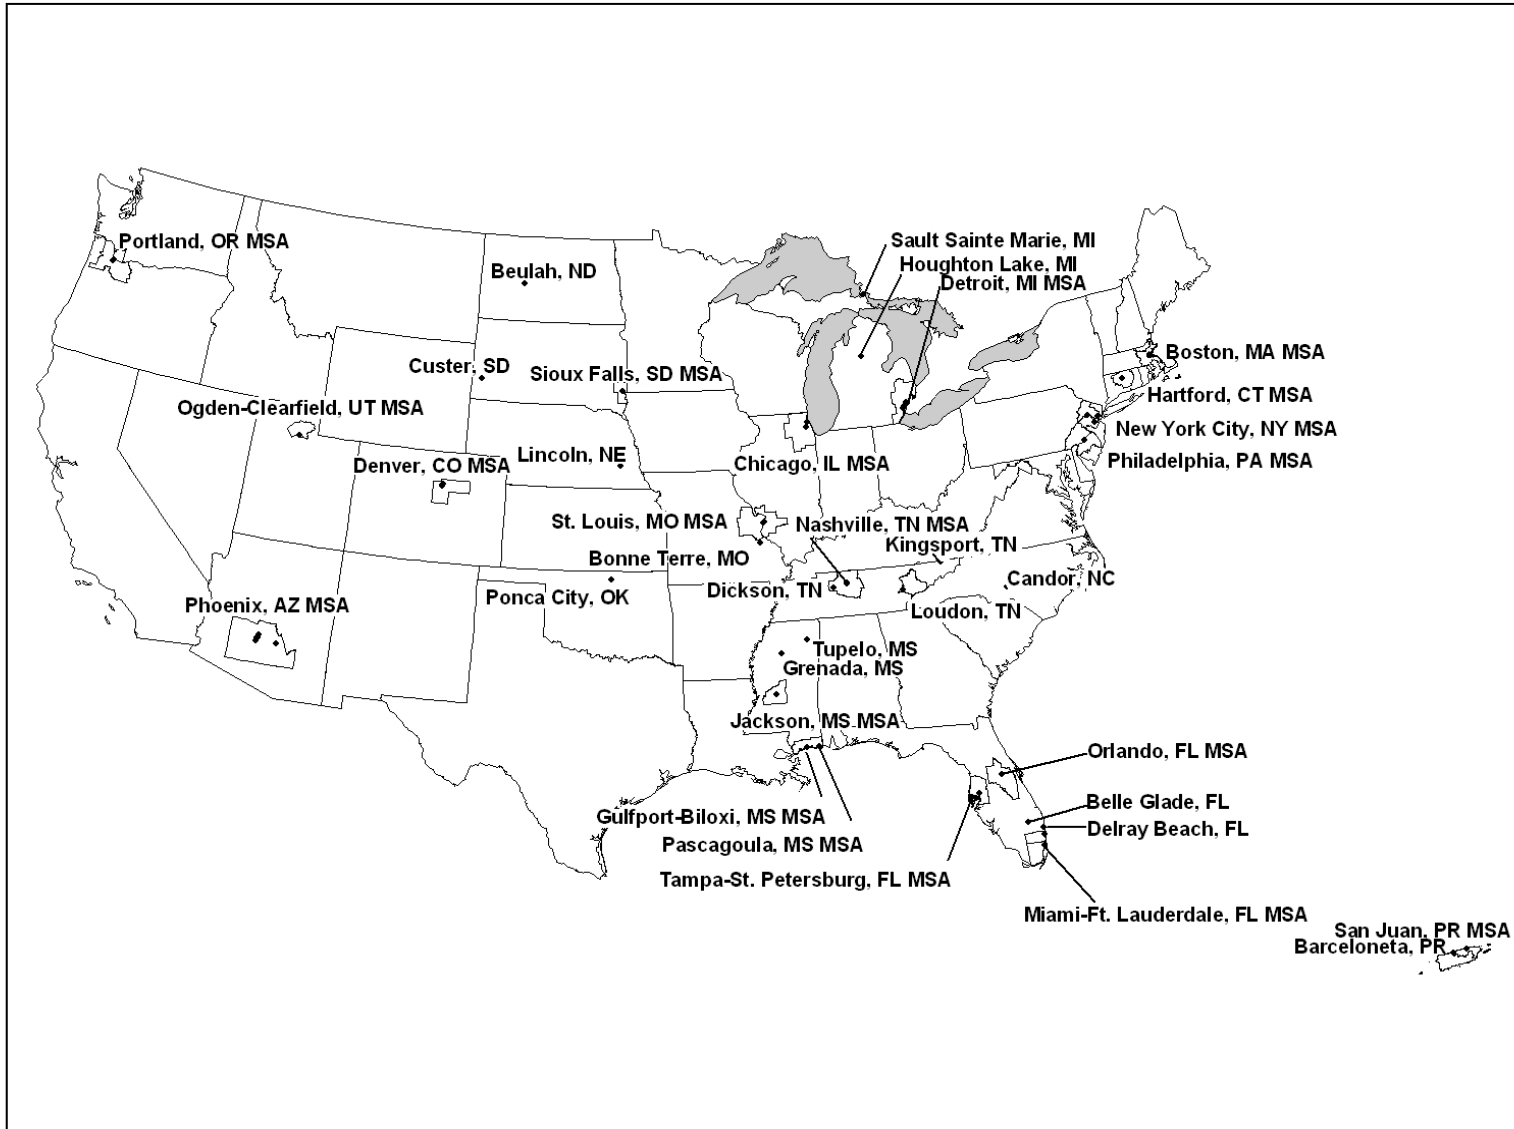 Portland, OR MSA
Sault Sainte Marie, MI
Houghton Lake, MI
Beulah, ND
Detroit, MI MSA
Boston, MA MSA
Custer, SD
Sioux Falls, SD MSA
Hartford, CT MSA
Ogden-Clearfield, UT MSA
New York City, NY MSA
Lincoln, NE
Philadelphia, PA MSA
Denver, CO MSA
Chicago, IL MSA
St. Louis, MO MSA
Nashville, TN MSA
Kingsport, TN
Bonne Terre, MO
Candor, NC
Dickson, TN
Ponca City, OK
Phoenix, AZ MSA
Loudon, TN
Tupelo, MS
Grenada, MS
Jackson, MS MSA
Orlando, FL MSA
Belle Glade, FL
Gulfport-Biloxi, MS MSA
Delray Beach, FL
Pascagoula, MS MSA
Tampa-St. Petersburg, FL MSA
Miami-Ft. Lauderdale, FL MSA
San Juan, PR MSA
Barceloneta, PR